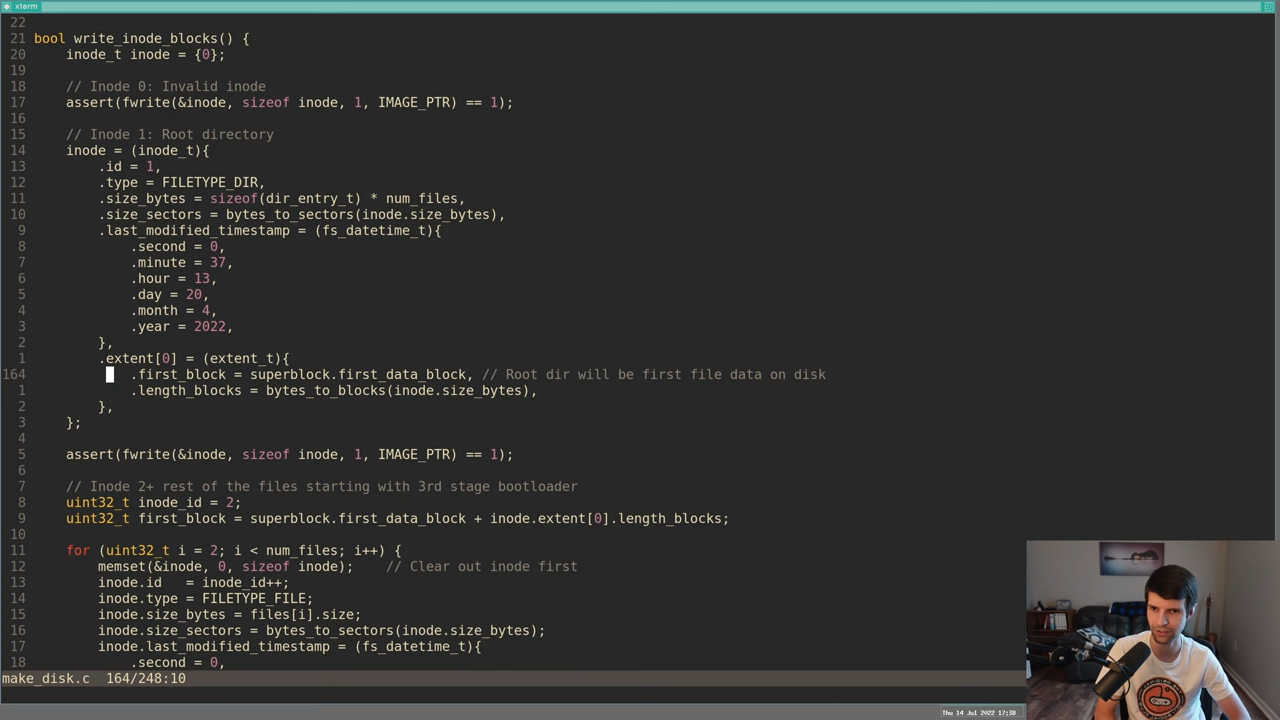 xterm
22
21 bool write_inode_blocks() {
20     inode_t inode = {0};
19
18     // Inode 0: Invalid inode
17     assert(fwrite(&inode, sizeof inode, 1, IMAGE_PTR) == 1);
16
15     // Inode 1: Root directory
14     inode = (inode_t){
13         .id = 1,
12         .type = FILETYPE_DIR,
11         .size_bytes = sizeof(dir_entry_t) * num_files,
10         .size_sectors = bytes_to_sectors(inode.size_bytes),
9         .last_modified_timestamp = (fs_datetime_t){
8             .second = 0,
7             .minute = 37,
6             .hour = 13,
5             .day = 20,
4             .month = 4,
3             .year = 2022,
2         },
1         .extent[0] = (extent_t){
164             .first_block = superblock.first_data_block, // Root dir will be first file data on disk
1             .length_blocks = bytes_to_blocks(inode.size_bytes),
2         },
3     };
4
5     assert(fwrite(&inode, sizeof inode, 1, IMAGE_PTR) == 1);
6
7     // Inode 2+ rest of the files starting with 3rd stage bootloader
8     uint32_t inode_id = 2;
9     uint32_t first_block = superblock.first_data_block + inode.extent[0].length_blocks;
10
11     for (uint32_t i = 2; i < num_files; i++) {
12         memset(&inode, 0, sizeof inode);    // Clear out inode first
13         inode.id   = inode_id++;
14         inode.type = FILETYPE_FILE;
15         inode.size_bytes = files[i].size;
16         inode.size_sectors = bytes_to_sectors(inode.size_bytes);
17         inode.last_modified_timestamp = (fs_datetime_t){
18             .second = 0,
make_disk.c  164/248:10
Thu 14 Jul 2022 17:38